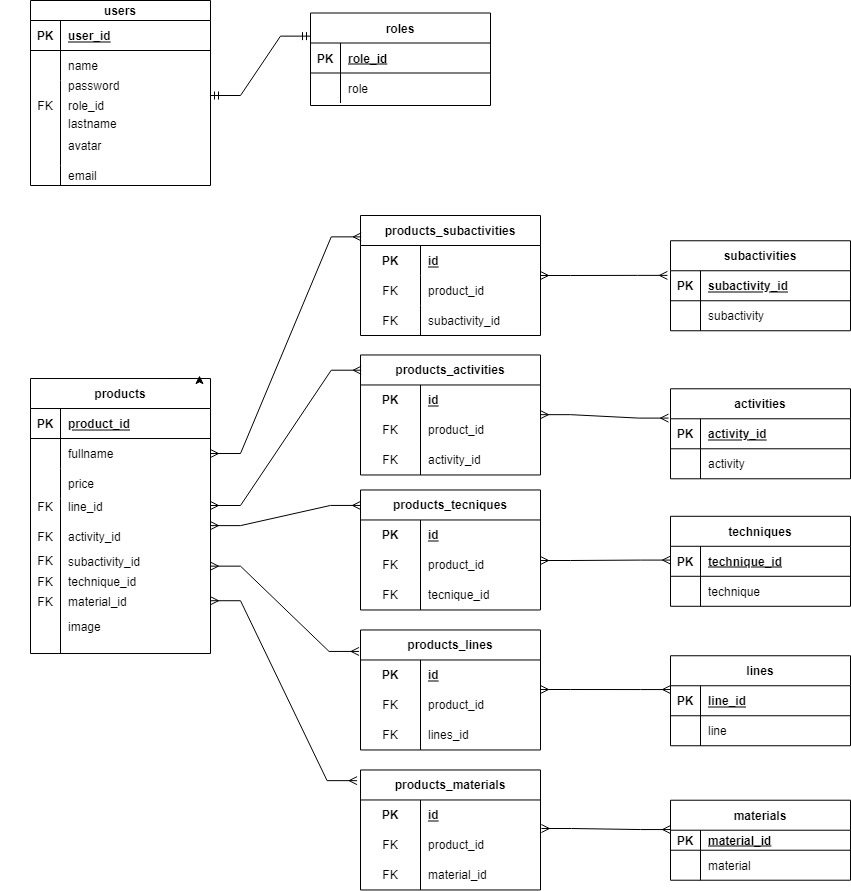 users
PK user_id
name
password
FK role_id
lastname
avatar
email
roles
PK role_id
role
products_subactivities
PK id
FK product_id
FK subactivity_id
subactivities
PK subactivity_id
subactivity
products
PK product_id
fullname
price
FK line_id
FK activity_id
FK subactivity_id
FK technique_id
FK material_id
image
products_activities
PK id
FK product_id
FK activity_id
activities
PK activity_id
activity
products_tecniques
PK id
FK product_id
FK tecnique_id
techniques
PK technique_id
technique
products_lines
PK id
FK product_id
FK lines_id
lines
PK line_id
line
products_materials
PK id
FK product_id
FK material_id
materials
PK material_id
material